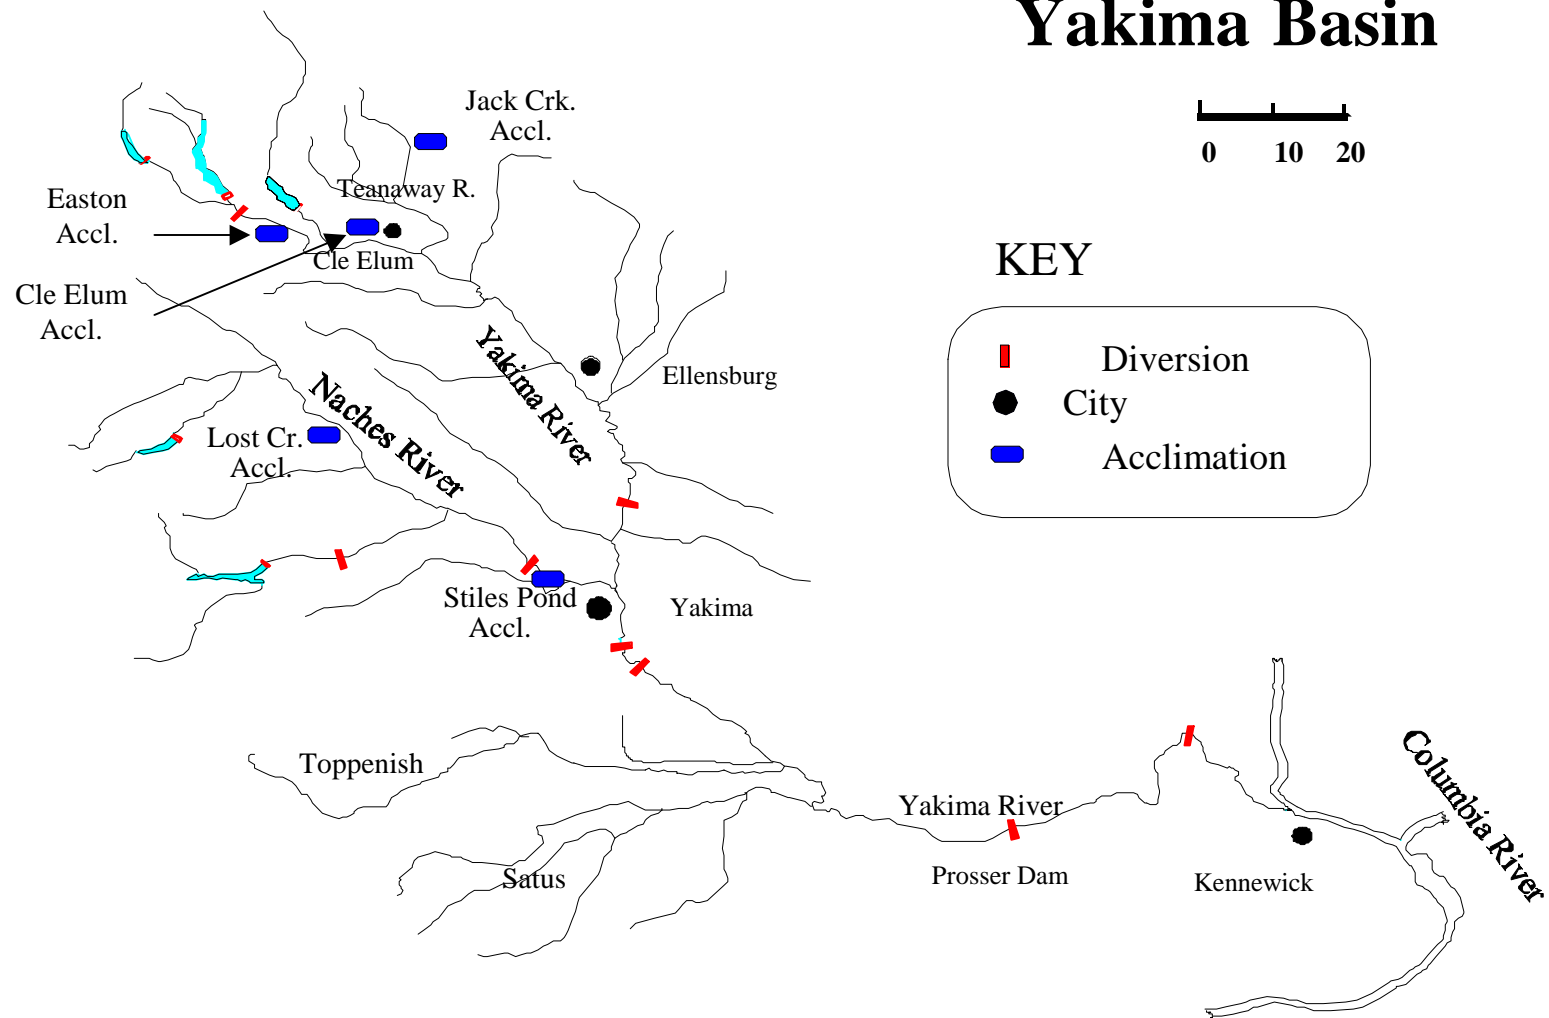 Yakima Basin
0 10 20
Jack Crk.
Accl.
Easton
Accl.
Teanaway R.
Cle Elum
Cle Elum
Accl.
KEY
Diversion
City
Acclimation
Yakima River
Ellensburg
Naches River
Lost Cr.
Accl.
Stiles Pond
Accl.
Yakima
Toppenish
Satus
Yakima River
Prosser Dam
Kennewick
Columbia River